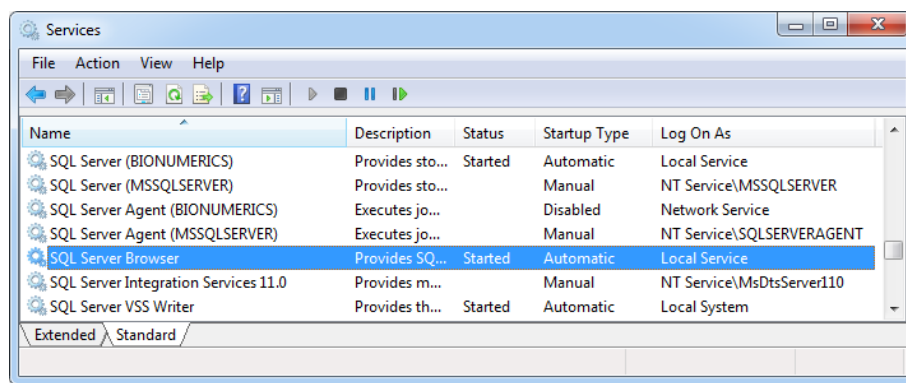 Services
File Action View Help
Name Description Status Startup Type Log On As
SQL Server (BIONUMERICS) Provides sto... Started Automatic Local Service
SQL Server (MSSQLSERVER) Provides sto... Manual NT Service\MSSQLSERVER
SQL Server Agent (BIONUMERICS) Executes jo... Disabled Network Service
SQL Server Agent (MSSQLSERVER) Executes jo... Manual NT Service\SQLSERVERAGENT
SQL Server Browser Provides SQ... Started Automatic Local Service
SQL Server Integration Services 11.0 Provides m... Manual NT Service\MsDtsServer110
SQL Server VSS Writer Provides th... Started Automatic Local System
Extended Standard